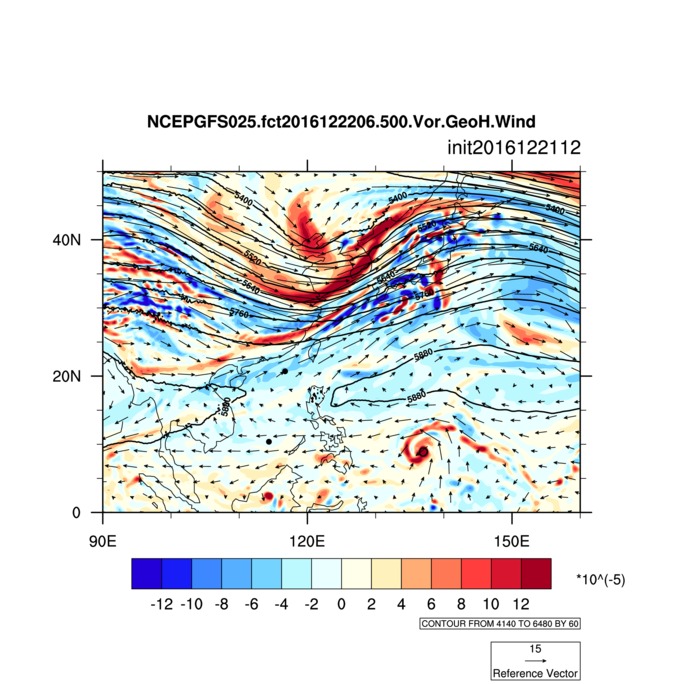 NCEPGFS025.fct2016122206.500.Vor.GeoH.Wind
init2016122112
5400
5400
5400
40N
5520
5640
5640
5760
5880
20N
5880
5880
0
90E 120E 150E
-12 -10 -8 -6 -4 -2 0 2 4 6 8 10 12
*10^(-5)
CONTOUR FROM 4140 TO 6480 BY 60
15
Reference Vector